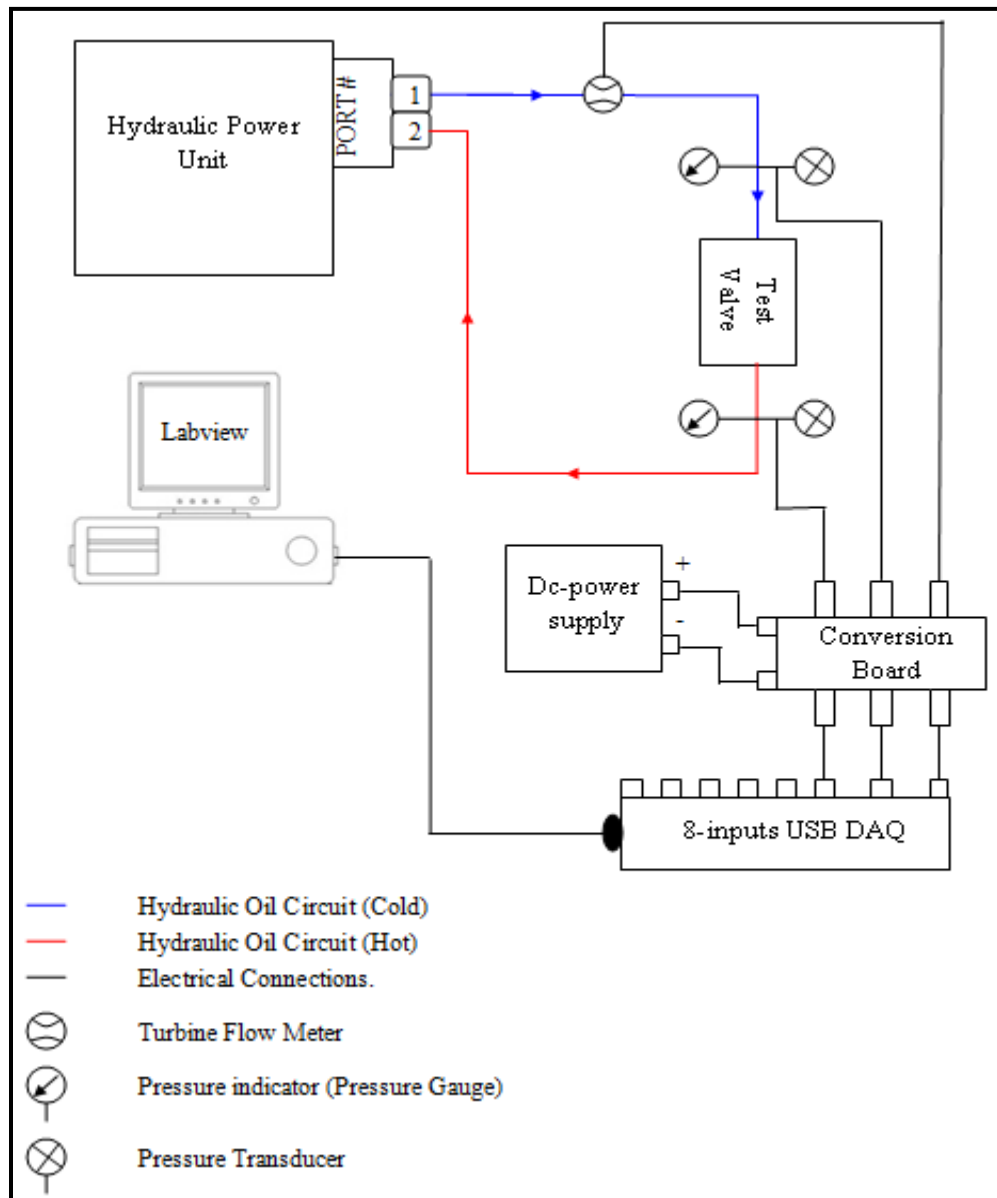 Hydraulic Power
Unit
PORT#
1
2
Test
Valve
Labview
Dc-power
supply
+
-
Conversion
Board
8-inputs USB DAQ
Hydraulic Oil Circuit (Cold)
Hydraulic Oil Circuit (Hot)
Electrical Connections.
Turbine Flow Meter
Pressure indicator (Pressure Gauge)
Pressure Transducer